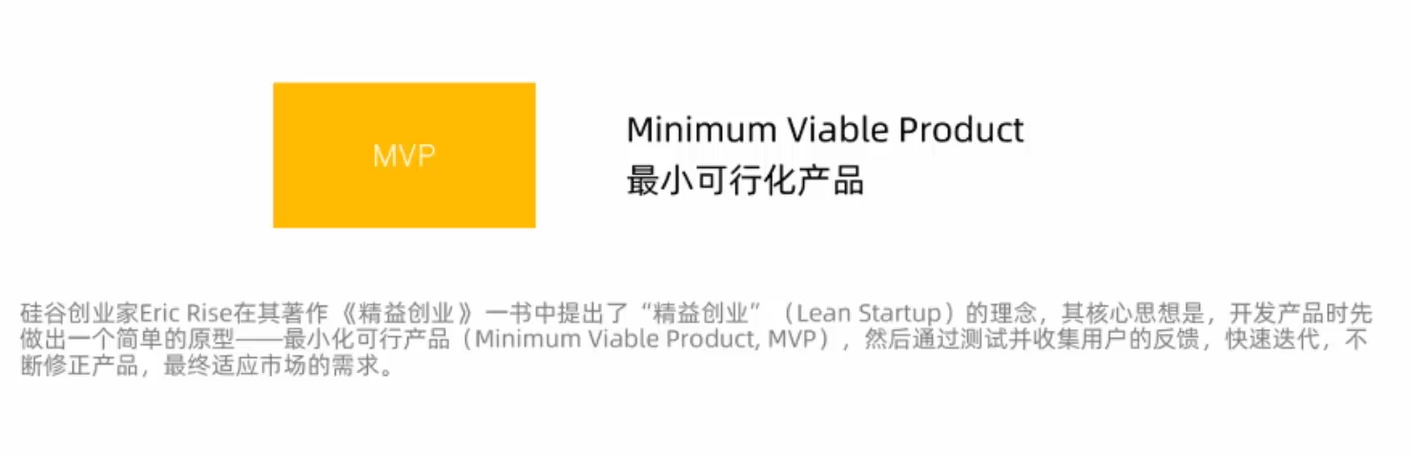 MVP
Minimum Viable Product
最小可行化产品
硅谷创业家Eric Rise在其著作《精益创业》一书中提出了“精益创业”（Lean Startup）的理念，其核心思想是，开发产品时先
做出一个简单的原型——最小化可行产品（Minimum Viable Product, MVP），然后通过测试并收集用户的反馈，快速迭代，不
断修正产品，最终适应市场的需求。